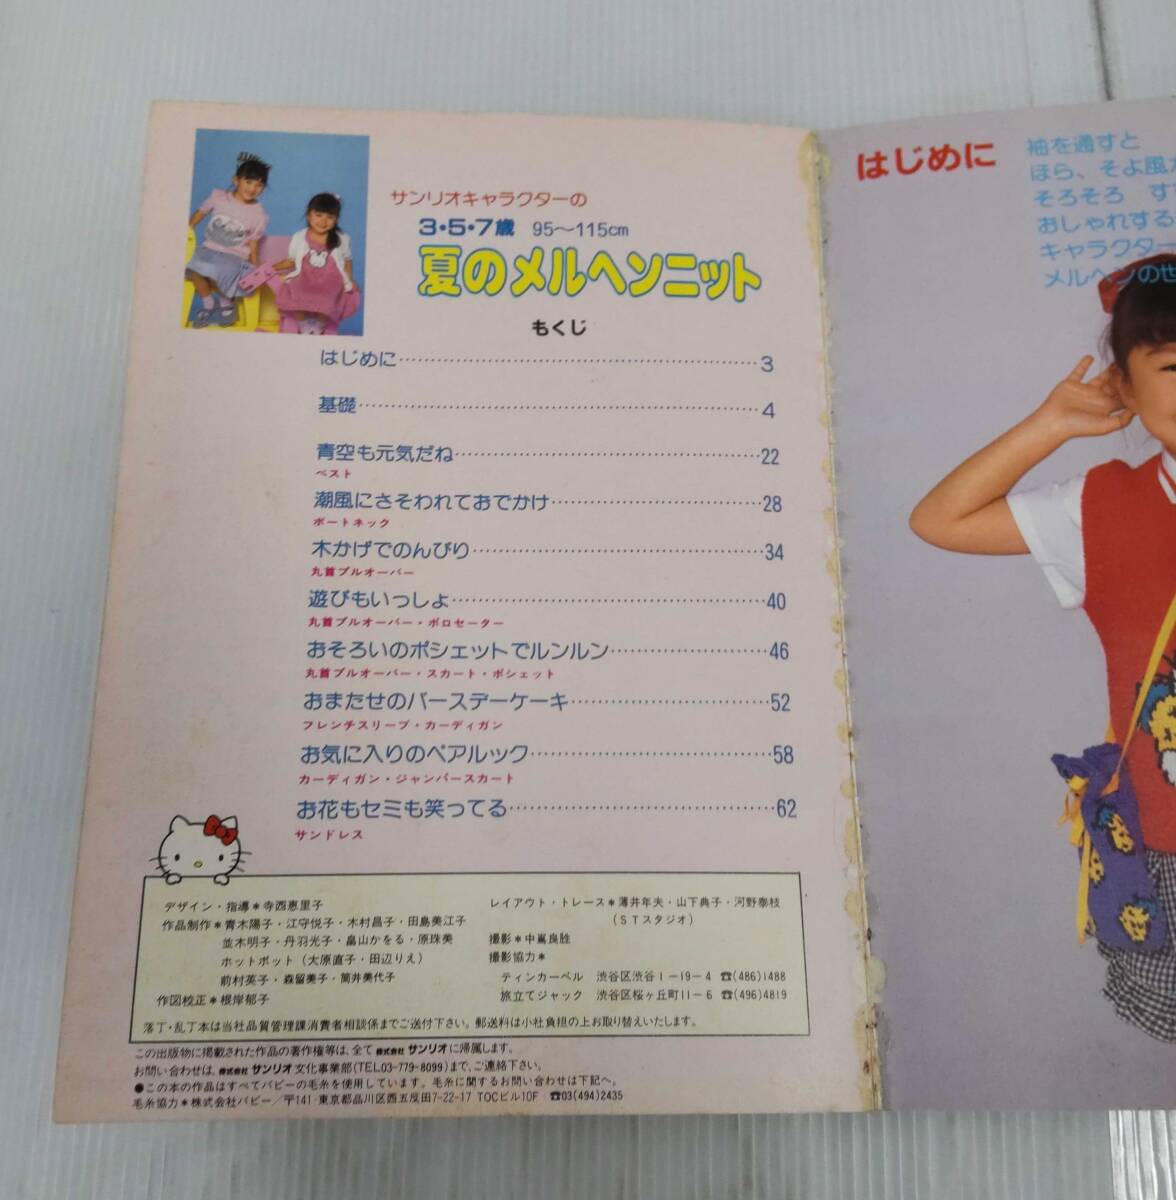 サンリオキャラクターの
3・5・7歳 95〜115cm
夏のメルヘンニット
もくじ
はじめに……3
基礎……4
青空も元気だね……22
ベスト
潮風にさそわれておでかけ……28
ボートネック
木かげでのんびり……34
丸首プルオーバー
遊びもいっしょ……40
丸首プルオーバー・ポロセーター
おそろいのポシェットでルンルン……46
丸首プルオーバー・スカート・ポシェット
おまたせのバースデーケーキ……52
フレンチスリーブ・カーディガン
お気に入りのペアルック……58
カーディガン・ジャンパースカート
お花もセミも笑ってる……62
サンドレス
デザイン・指導＊寺西恵里子
作品制作＊青木陽子・江守悦子・木村昌子・田島美江子
並木明子・丹羽光子・畠山かをる・原珠美
ホットポット(大原直子・田辺りえ)
前村英子・森留美子・筒井美代子
作図校正＊根岸郁子
レイアウト・トレース＊薄井年夫・山下典子・河野泰枝
(STスタジオ)
撮影＊中嶌良胜
撮影協力＊
ティンカーベル 渋谷区渋谷1-19-4 ☎(486)1488
旅立てジャック 渋谷区桜ヶ丘町11-6 ☎(496)4819
落丁・乱丁本は当社品質管理課消費者相談係までご送付下さい。郵送料は小社負担の上お取り替えいたします。
この出版物に掲載された作品の著作権等は、全て株式会社サンリオに帰属します。
お問い合わせは、株式会社サンリオ文化事業部(TEL03-779-8099)まで、ご連絡下さい。
●この本の作品はすべてパピーの毛糸を使用しています。毛糸に関するお問い合わせは下記へ。
毛糸協力＊株式会社パピー／〒141・東京都品川区西五反田7-22-17 TOCビル10F ☎03(494)2435
はじめに
袖を通すと
ほら、そよ風
そろそろ す
おしゃれする
キャラクター
メルヘンの世